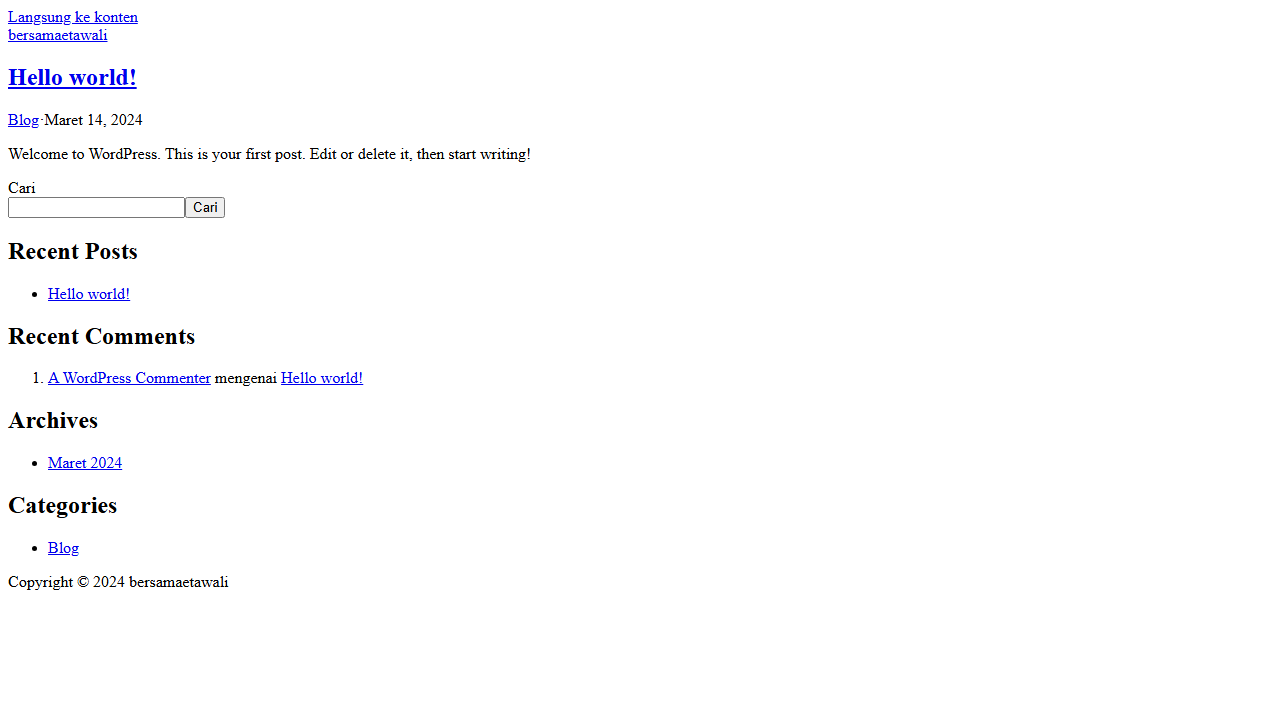 Langsung ke konten
bersamaetawali
Hello world!
Blog·Maret 14, 2024
Welcome to WordPress. This is your first post. Edit or delete it, then start writing!
Cari
Cari
Recent Posts
Hello world!
Recent Comments
1. A WordPress Commenter mengenai Hello world!
Archives
Maret 2024
Categories
Blog
Copyright © 2024 bersamaetawali